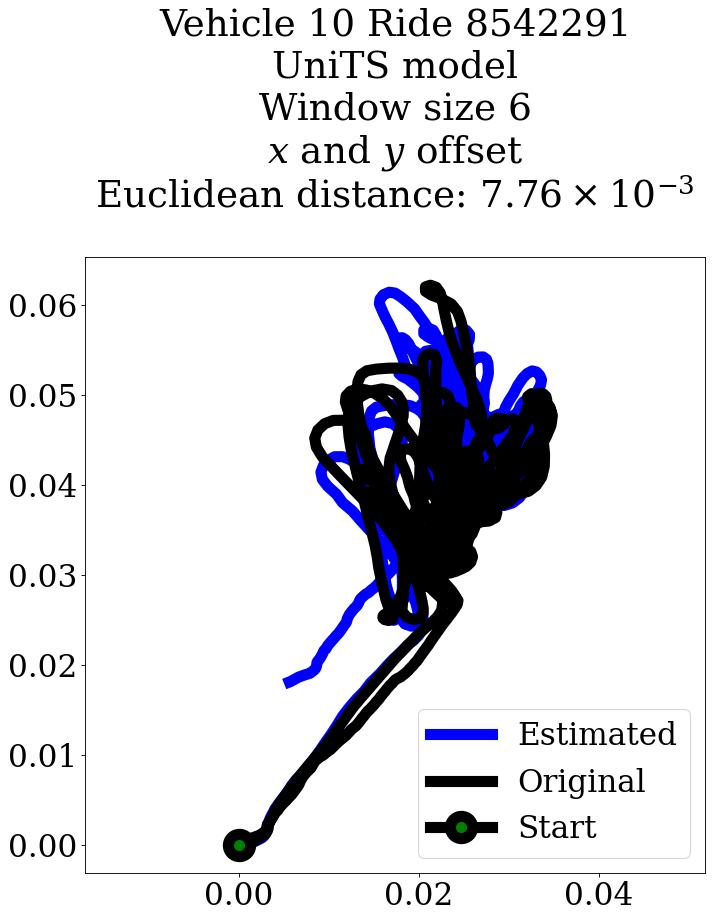 Vehicle 10 Ride 8542291
UniTS model
Window size 6
x and y offset
Euclidean distance: 7.76 × 10⁻³
0.06
0.05
0.04
0.03
0.02
0.01
0.00
Estimated
Original
Start
0.00 0.02 0.04